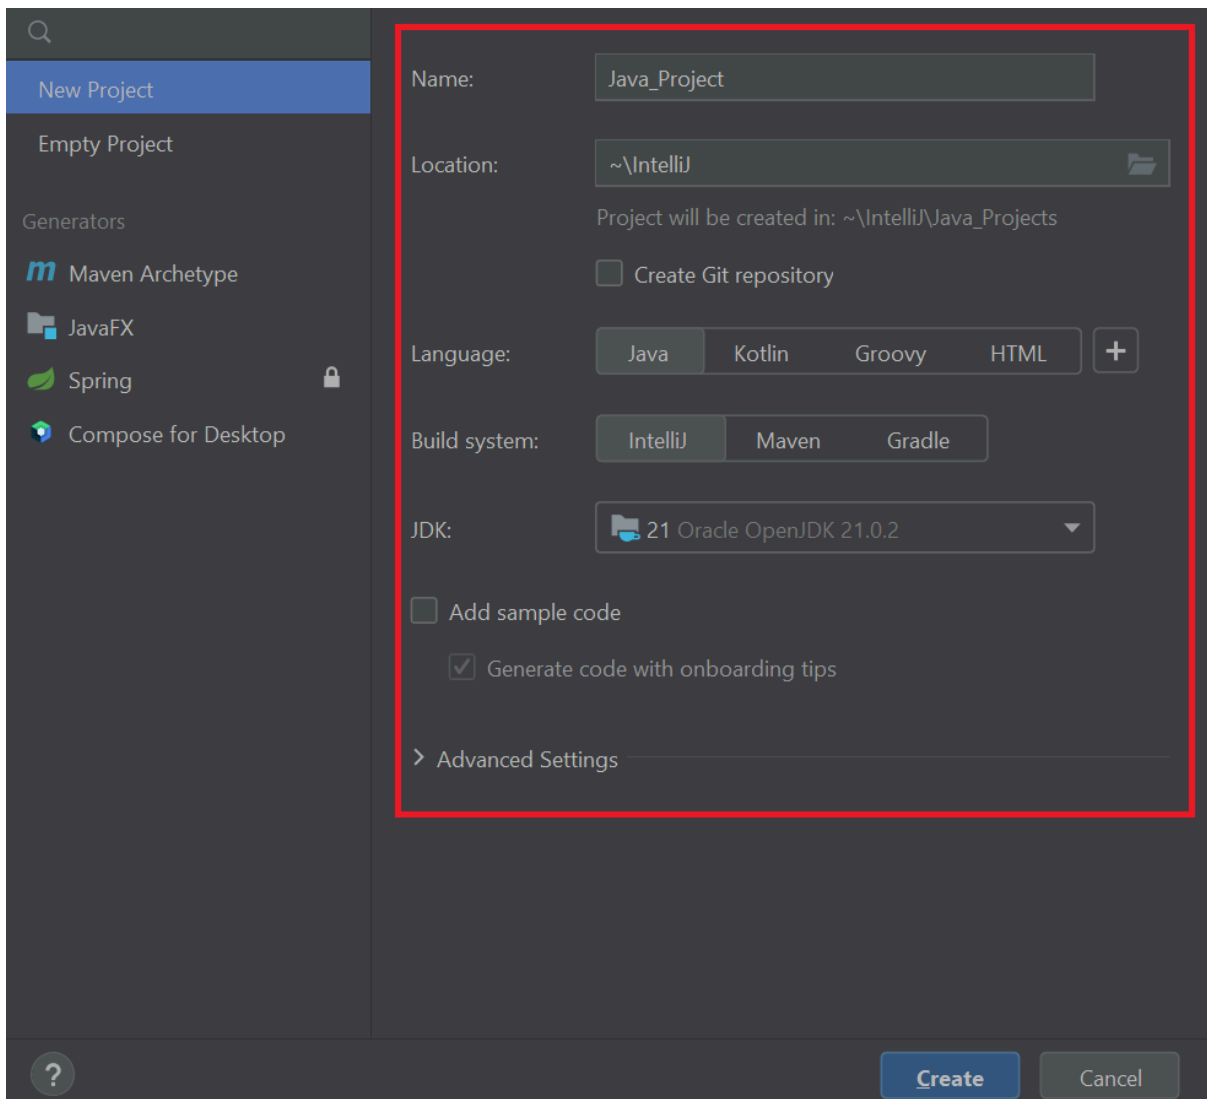 New Project
Empty Project
Generators
m Maven Archetype
JavaFX
Spring
Compose for Desktop
Name: Java_Project
Location: ~\IntelliJ
Project will be created in: ~\IntelliJ\Java_Projects
Create Git repository
Language: Java Kotlin Groovy HTML +
Build system: IntelliJ Maven Gradle
JDK: 21 Oracle OpenJDK 21.0.2
Add sample code
Generate code with onboarding tips
Advanced Settings
? Create Cancel